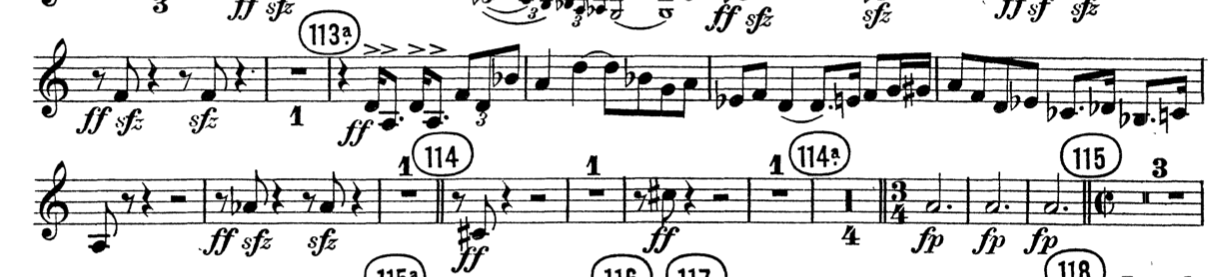 3 ff sfz 3 3 ff sfz sfz ff sf sfz
113ª.
ff sfz sfz 1 ff 3
1 114 1 1 114ª. 115 3
3
4
ff sfz sfz ff ff 4 fp fp fp
115ª 116 117 118